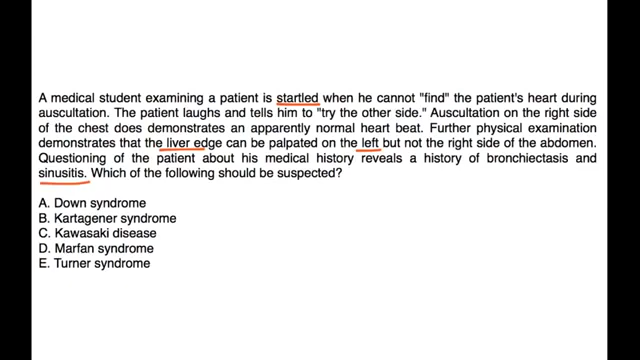 A medical student examining a patient is startled when he cannot "find" the patient's heart during
auscultation. The patient laughs and tells him to "try the other side." Auscultation on the right side
of the chest does demonstrates an apparently normal heart beat. Further physical examination
demonstrates that the liver edge can be palpated on the left but not the right side of the abdomen.
Questioning of the patient about his medical history reveals a history of bronchiectasis and
sinusitis. Which of the following should be suspected?
A. Down syndrome
B. Kartagener syndrome
C. Kawasaki disease
D. Marfan syndrome
E. Turner syndrome